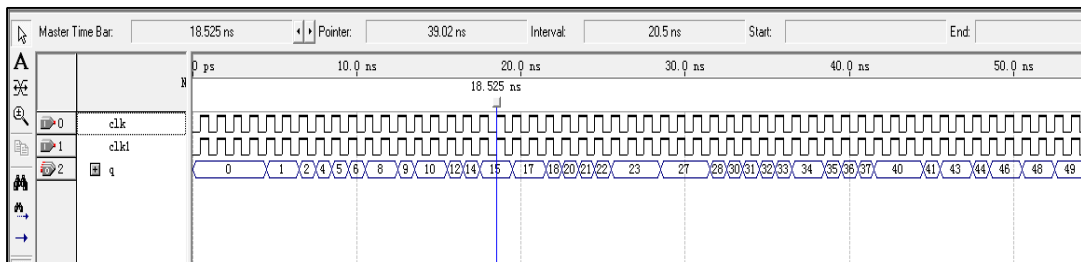 Master Time Bar: 18.525 ns Pointer: 39.02 ns Interval: 20.5 ns Start: End:
A
0 ps 10.0 ns 20.0 ns 30.0 ns 40.0 ns 50.0 ns
N
18.525 ns
0 clk
1 clk1
2 q 0 1 2 4 5 6 8 9 10 12 14 15 17 18 20 21 22 23 27 28 30 31 32 33 34 35 36 37 40 41 43 44 46 48 49